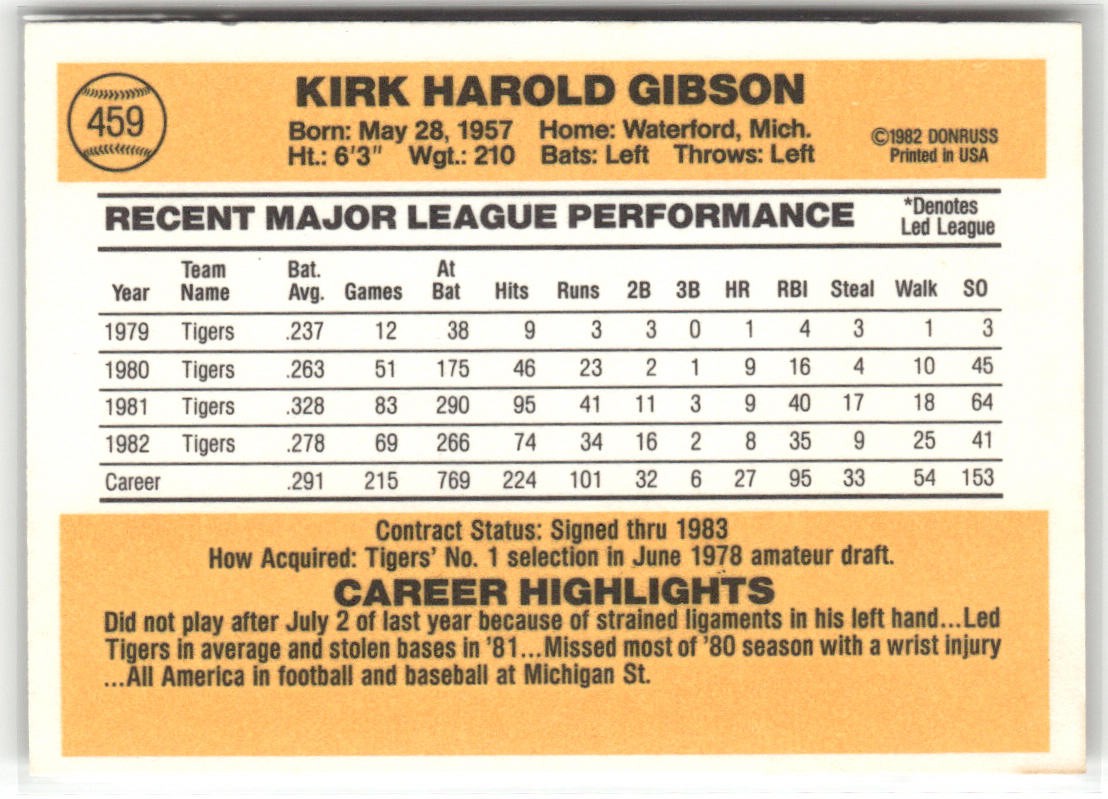 459
KIRK HAROLD GIBSON
Born: May 28, 1957 Home: Waterford, Mich.
Ht.: 6'3" Wgt.: 210 Bats: Left Throws: Left
©1982 DONRUSS
Printed in USA
RECENT MAJOR LEAGUE PERFORMANCE
*Denotes
Led League
Year Team Name Bat. Avg. Games At Bat Hits Runs 2B 3B HR RBI Steal Walk SO
1979 Tigers .237 12 38 9 3 3 0 1 4 3 1 3
1980 Tigers .263 51 175 46 23 2 1 9 16 4 10 45
1981 Tigers .328 83 290 95 41 11 3 9 40 17 18 64
1982 Tigers .278 69 266 74 34 16 2 8 35 9 25 41
Career .291 215 769 224 101 32 6 27 95 33 54 153
Contract Status: Signed thru 1983
How Acquired: Tigers' No. 1 selection in June 1978 amateur draft.
CAREER HIGHLIGHTS
Did not play after July 2 of last year because of strained ligaments in his left hand...Led
Tigers in average and stolen bases in '81...Missed most of '80 season with a wrist injury
...All America in football and baseball at Michigan St.